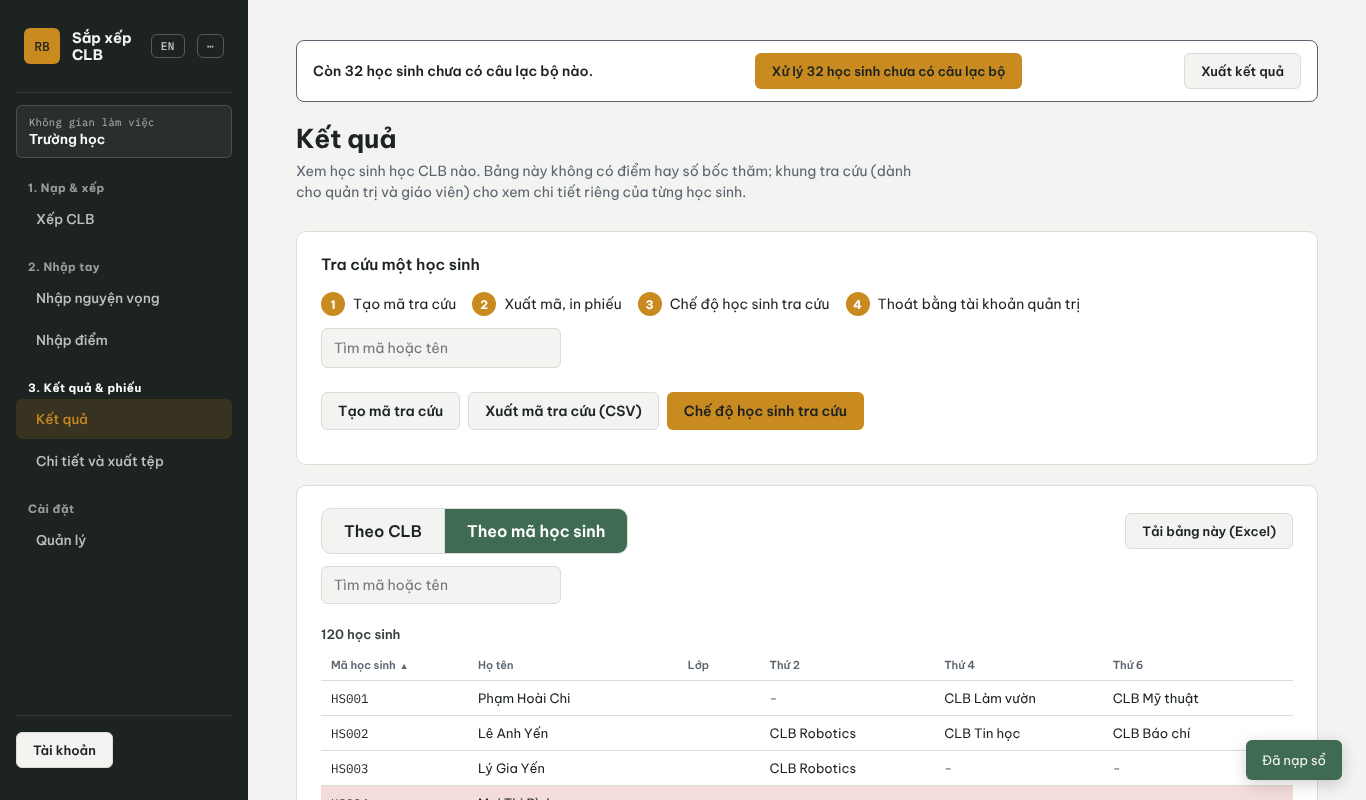 RB
Sắp xếp
CLB
EN
…
Không gian làm việc
Trường học
1. Nạp & xếp
Xếp CLB
2. Nhập tay
Nhập nguyện vọng
Nhập điểm
3. Kết quả & phiếu
Kết quả
Chi tiết và xuất tệp
Cài đặt
Quản lý
Tài khoản
Còn 32 học sinh chưa có câu lạc bộ nào.
Xử lý 32 học sinh chưa có câu lạc bộ
Xuất kết quả
Kết quả
Xem học sinh học CLB nào. Bảng này không có điểm hay số bốc thăm; khung tra cứu (dành
cho quản trị và giáo viên) cho xem chi tiết riêng của từng học sinh.
Tra cứu một học sinh
1 Tạo mã tra cứu 2 Xuất mã, in phiếu 3 Chế độ học sinh tra cứu 4 Thoát bằng tài khoản quản trị
Tìm mã hoặc tên
Tạo mã tra cứu Xuất mã tra cứu (CSV) Chế độ học sinh tra cứu
Theo CLB Theo mã học sinh Tải bảng này (Excel)
Tìm mã hoặc tên
120 học sinh
Mã học sinh ▲ Họ tên Lớp Thứ 2 Thứ 4 Thứ 6
HS001 Phạm Hoài Chi – CLB Làm vườn CLB Mỹ thuật
HS002 Lê Anh Yến CLB Robotics CLB Tin học CLB Báo chí
HS003 Lý Gia Yến CLB Robotics – –
Đã nạp sổ